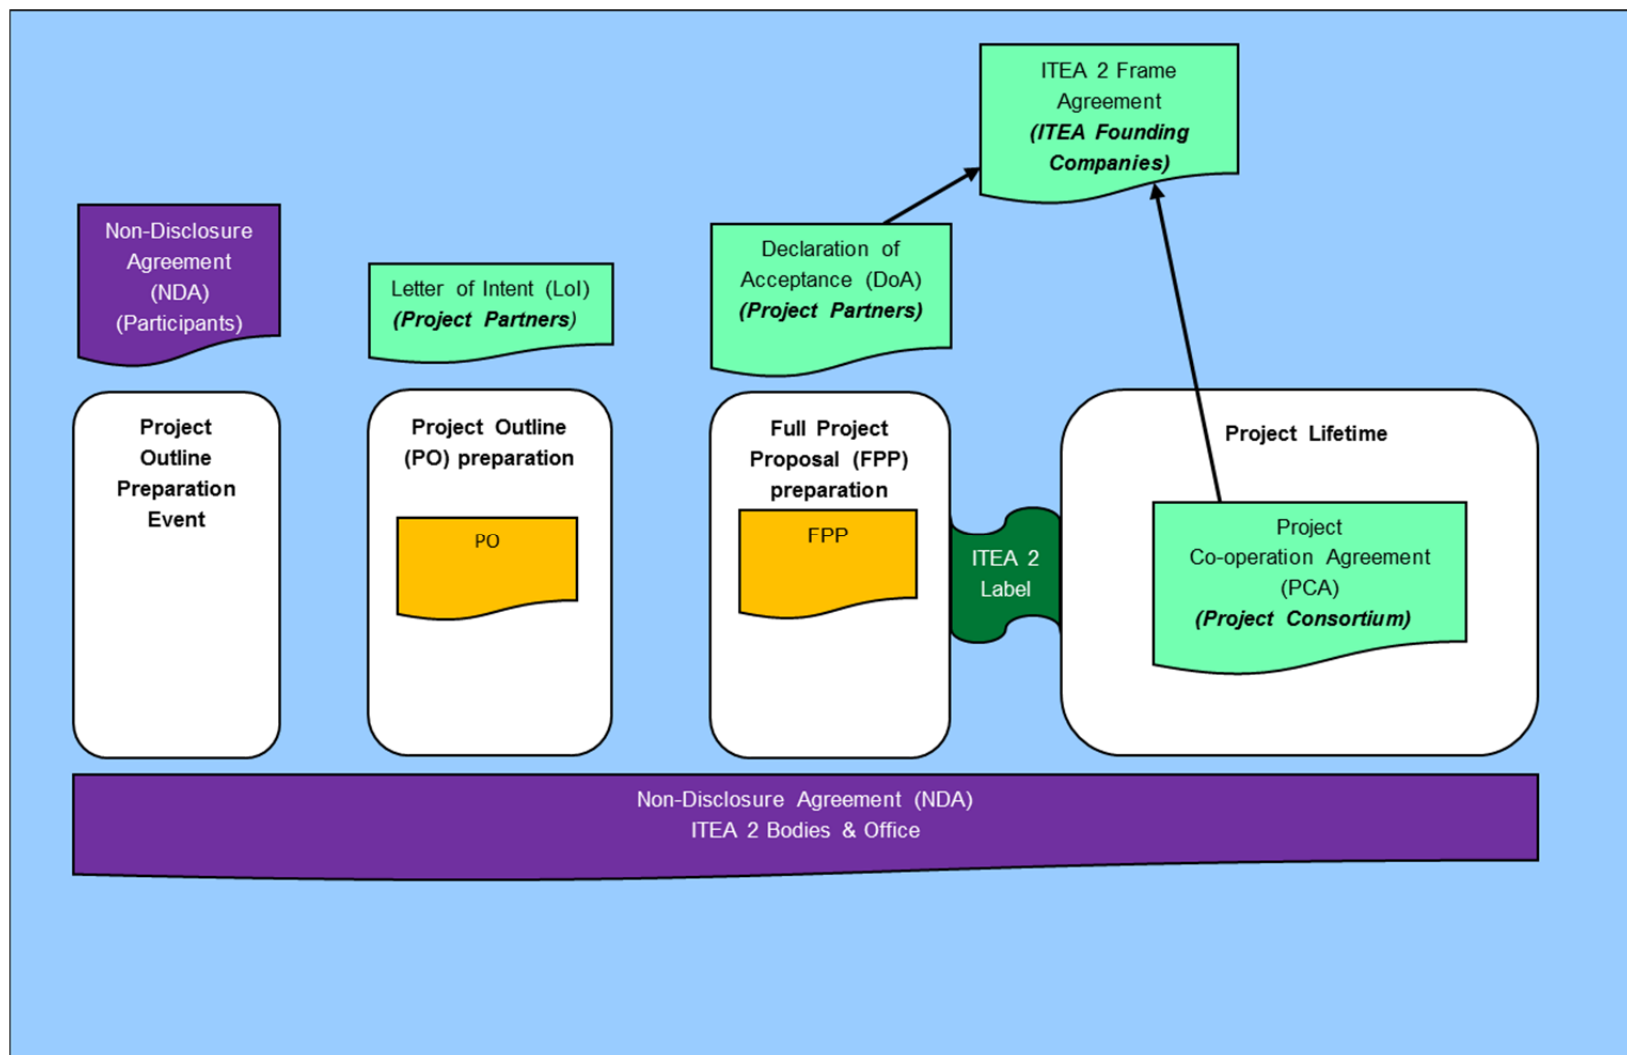 ITEA 2 Frame
Agreement
(ITEA Founding
Companies)
Non-Disclosure
Agreement
(NDA)
(Participants)
Letter of Intent (LoI)
(Project Partners)
Declaration of
Acceptance (DoA)
(Project Partners)
Project
Outline
Preparation
Event
Project Outline
(PO) preparation
PO
Full Project
Proposal (FPP)
preparation
FPP
ITEA 2
Label
Project Lifetime
Project
Co-operation Agreement
(PCA)
(Project Consortium)
Non-Disclosure Agreement (NDA)
ITEA 2 Bodies & Office